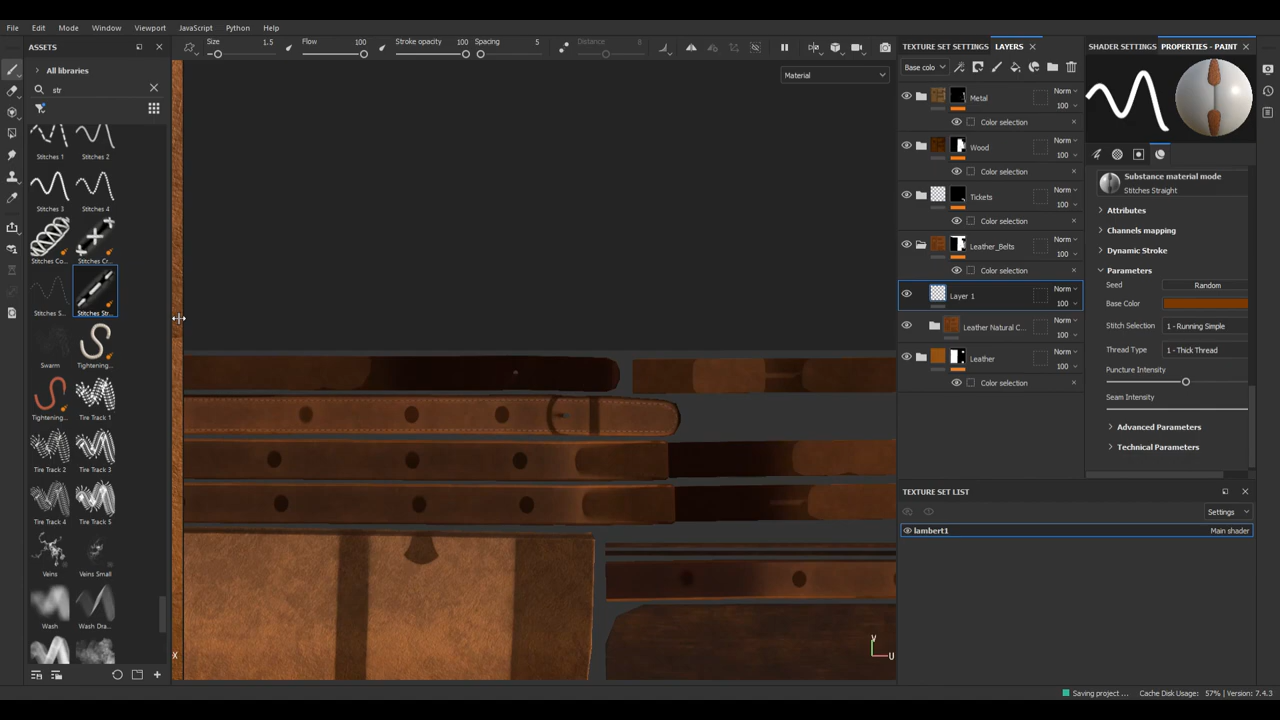 File Edit Mode Window Viewport JavaScript Python Help
ASSETS
Size 1.5 Flow 100 Stroke opacity 100 Spacing 5 Distance 8
TEXTURE SET SETTINGS LAYERS
SHADER SETTINGS PROPERTIES - PAINT
All libraries
Base colo
str
Material
Metal Norm
100
Color selection
Stitches 1 Stitches 2
Wood Norm
100
Color selection
Substance material mode
Stitches Straight
Tickets Norm
100
Stitches 3 Stitches 4
Attributes
Color selection
Channels mapping
Leather_Belts Norm
100
Dynamic Stroke
Stitches Co... Stitches Cr...
Color selection
Parameters
Seed Random
Layer 1 Norm
100
Base Color
Stitches S... Stitches Str...
Leather Natural C... Norm
100
Stitch Selection 1 - Running Simple
Thread Type 1 - Thick Thread
Leather Norm
100
Swarm Tightening...
Puncture Intensity
Color selection
Seam Intensity
Tightening... Tire Track 1
Advanced Parameters
Technical Parameters
Tire Track 2 Tire Track 3
TEXTURE SET LIST
Settings
Tire Track 4 Tire Track 5
lambert1 Main shader
Veins Veins Small
Wash Wash Dra...
V
X
U
Saving project ... Cache Disk Usage: 57% | Version: 7.4.3